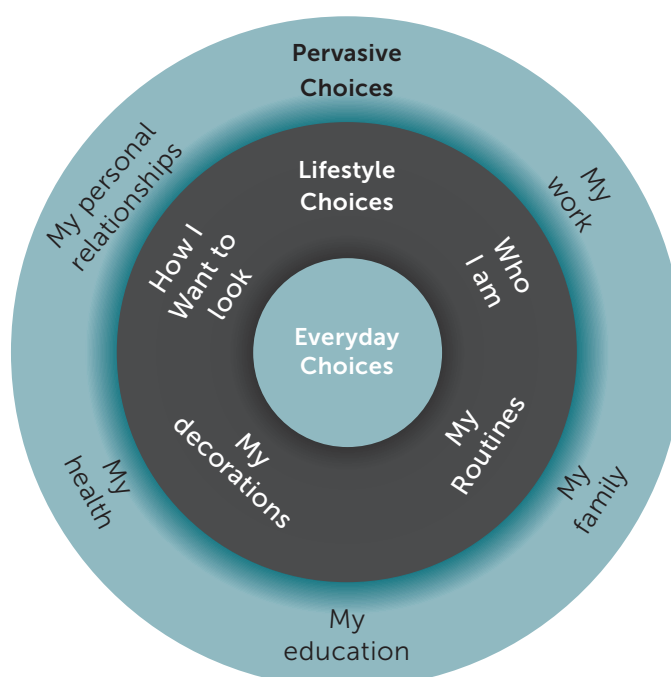 Pervasive
Choices
My personal
relationships
My
work
Lifestyle
Choices
How I
Want to
look
Who
I am
Everyday
Choices
My
decorations
My
Routines
My
health
My
family
My
education